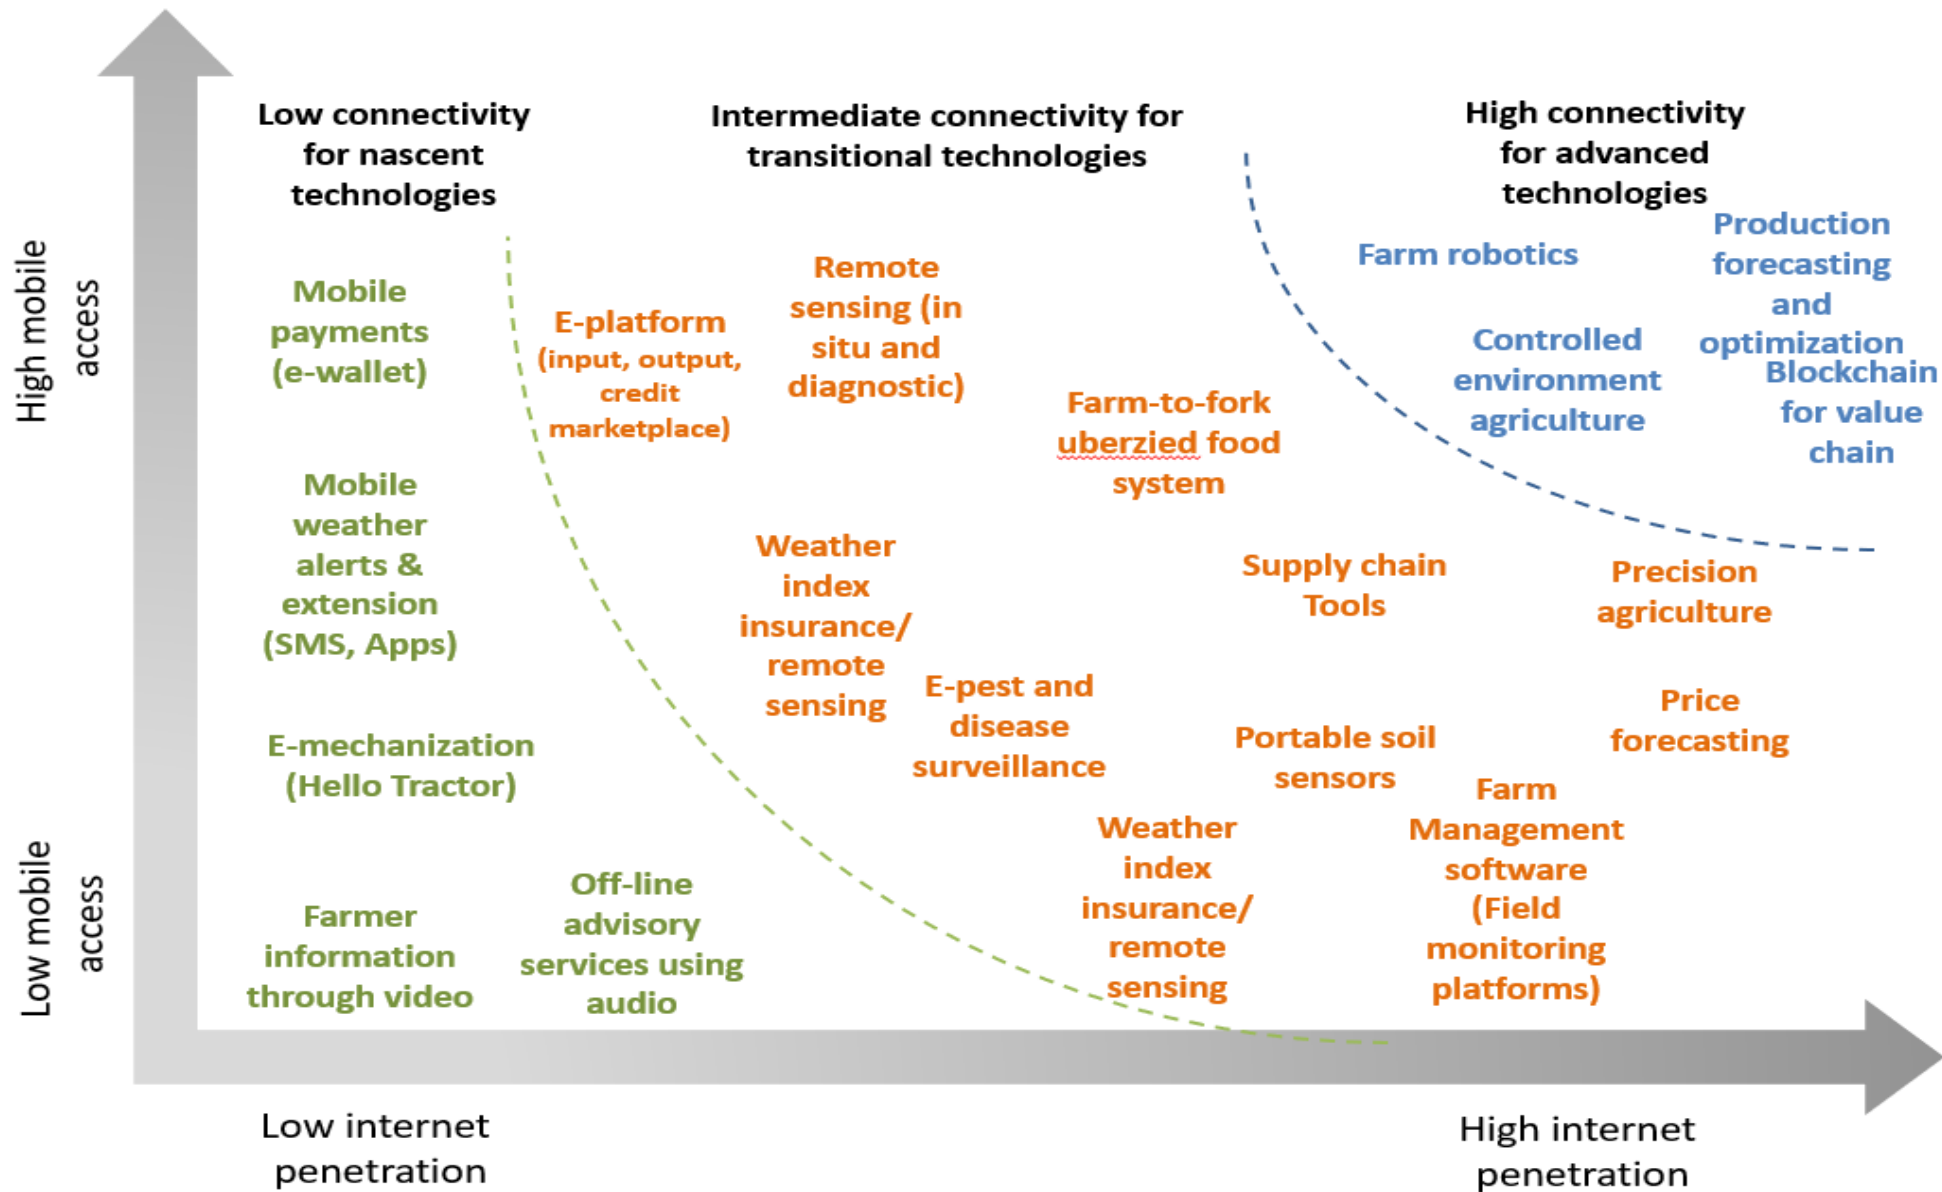 High mobile
access
Low mobile
access
Low connectivity
for nascent
technologies
Intermediate connectivity for
transitional technologies
High connectivity
for advanced
technologies
Mobile
payments
(e-wallet)
Mobile
weather
alerts &
extension
(SMS, Apps)
E-mechanization
(Hello Tractor)
Farmer
information
through video
Off-line
advisory
services using
audio
E-platform
(input, output,
credit
marketplace)
Remote
sensing (in
situ and
diagnostic)
Farm-to-fork
uberzied food
system
Weather
index
insurance/
remote
sensing
E-pest and
disease
surveillance
Supply chain
Tools
Precision
agriculture
Price
forecasting
Portable soil
sensors
Weather
index
insurance/
remote
sensing
Farm
Management
software
(Field
monitoring
platforms)
Farm robotics
Production
forecasting
and
optimization
Controlled
environment
agriculture
Blockchain
for value
chain
Low internet
penetration
High internet
penetration